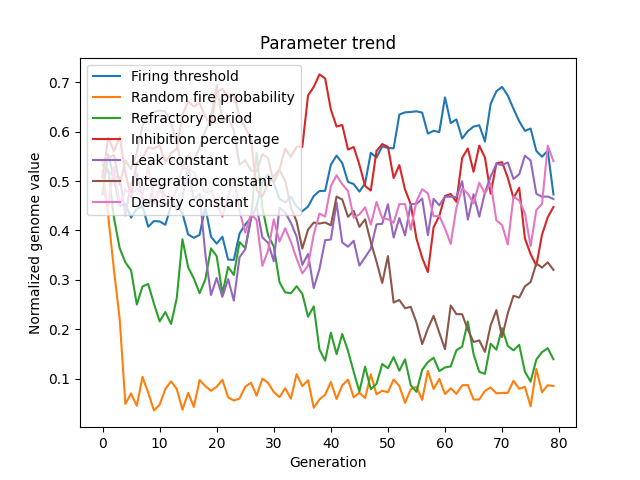 Parameter trend
Firing threshold
Random fire probability
Refractory period
Inhibition percentage
Leak constant
Integration constant
Density constant
Normalized genome value
0.7
0.6
0.5
0.4
0.3
0.2
0.1
0 10 20 30 40 50 60 70 80
Generation